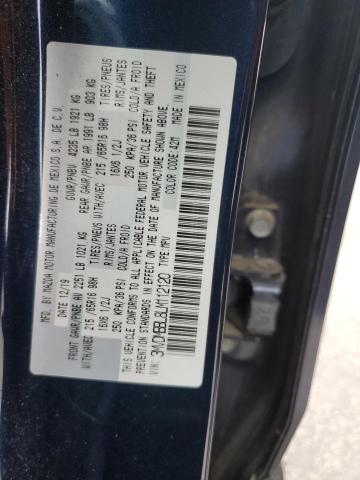 MFD. BY MAZDA MOTOR MANUFACTURING DE MEXICO S.A. DE C.V.
DATE: 12/19 GVWR/PNBV 4235 LB 1921 KG
FRONT GAWR/PNBE AV 2251 LB 1021 KG REAR GAWR/PNBE AR 1991 LB 903 KG
WITH/AVEC 215/65R16 98H TIRES/PNEUS WITH/AVEC 215/65R16 98H TIRES/PNEUS
16X6 1/2J RIMS/JANTES 16X6 1/2J RIMS/JANTES
250 KPA/36 PSI COLD/A FROID 250 KPA/36 PSI COLD/A FROID
THIS VEHICLE CONFORMS TO ALL APPLICABLE FEDERAL MOTOR VEHICLE SAFETY AND THEFT
PREVENTION STANDARDS IN EFFECT ON THE DATE OF MANUFACTURE SHOWN ABOVE.
VIN: TYPE:MPV COLOR CODE:42M MADE IN MEXICO